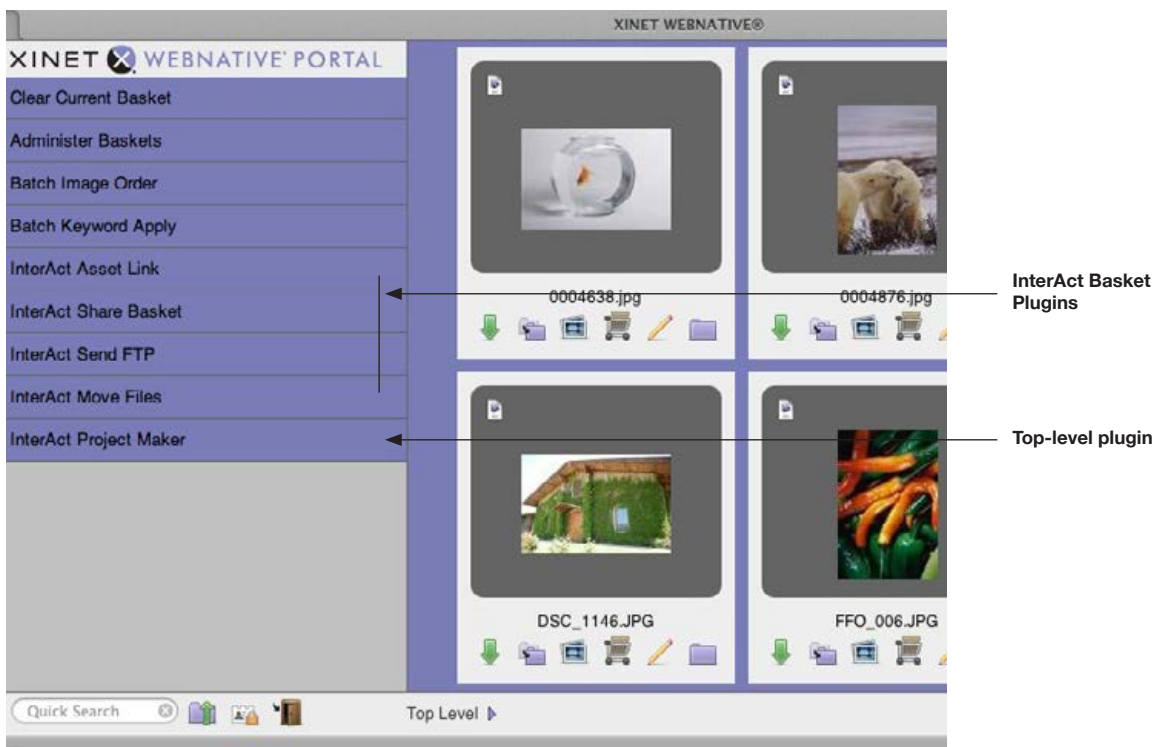 XINET WEBNATIVE®
XINET X WEBNATIVE PORTAL
Clear Current Basket
Administer Baskets
Batch Image Order
Batch Keyword Apply
InterAct Asset Link
InterAct Share Basket
InterAct Send FTP
InterAct Move Files
InterAct Project Maker
0004638.jpg
0004876.jpg
DSC_1146.JPG
FFO_006.JPG
InterAct Basket
Plugins
Top-level plugin
Quick Search
Top Level